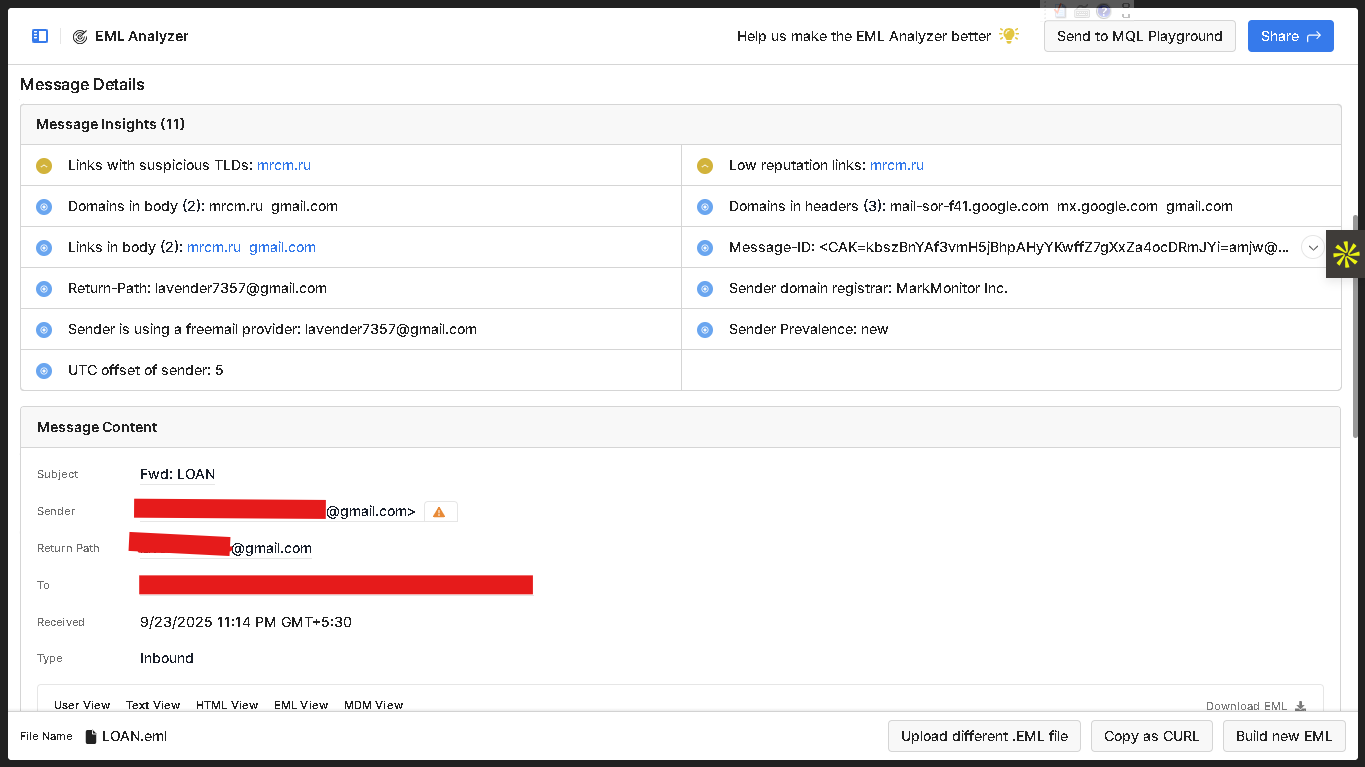 EML Analyzer
Help us make the EML Analyzer better
Send to MQL Playground
Share
Message Details
Message Insights (11)
Links with suspicious TLDs: mrcm.ru
Low reputation links: mrcm.ru
Domains in body (2): mrcm.ru gmail.com
Domains in headers (3): mail-sor-f41.google.com mx.google.com gmail.com
Links in body (2): mrcm.ru gmail.com
Message-ID: <CAK=kbszBnYAf3vmH5jBhpAHyYKwffZ7gXxZa4ocDRmJYi=amjw@...
Return-Path: lavender7357@gmail.com
Sender domain registrar: MarkMonitor Inc.
Sender is using a freemail provider: lavender7357@gmail.com
Sender Prevalence: new
UTC offset of sender: 5
Message Content
Subject Fwd: LOAN
Sender @gmail.com>
Return Path @gmail.com
To
Received 9/23/2025 11:14 PM GMT+5:30
Type Inbound
User View Text View HTML View EML View MDM View
Download EML
File Name LOAN.eml
Upload different .EML file
Copy as CURL
Build new EML